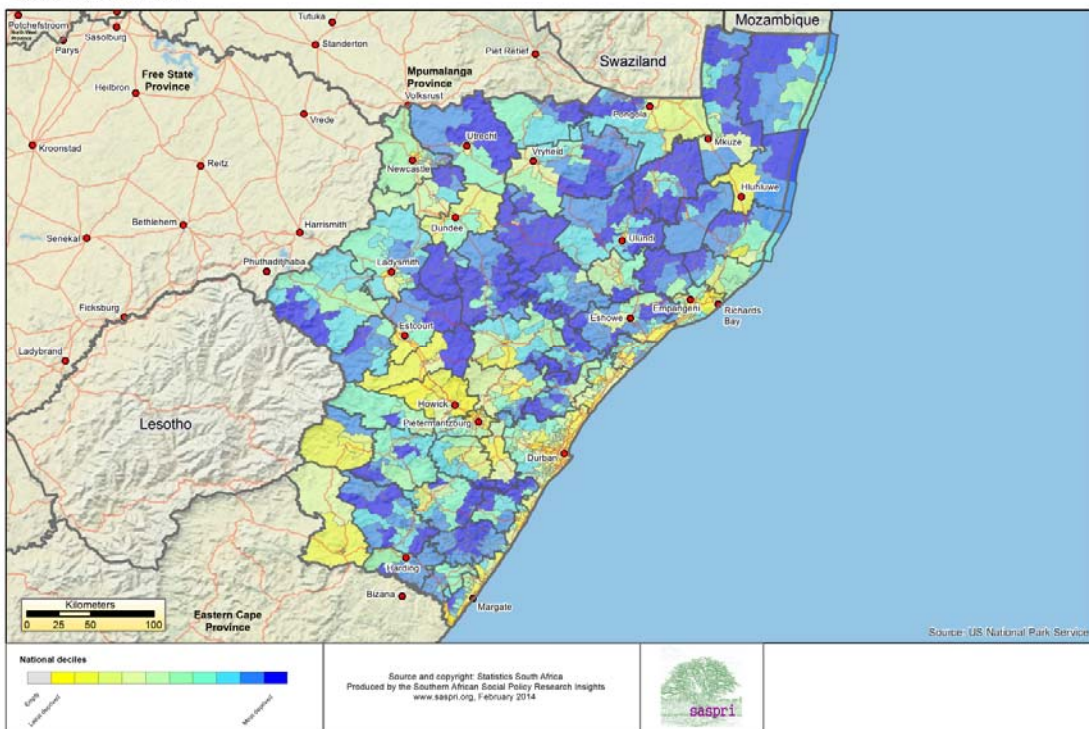 Mozambique
Potchefstroom
Tutuka
Sasolburg
Standerton
Parys
Piet Retief
Swaziland
Free State
Province
Mpumalanga
Province
Heilbron
Volksrust
Pongola
Vrede
Kroonstad
Utrecht
Mkuze
Reitz
Newcastle
Vryheid
Hluhluwe
Dundee
Bethlehem
Harrismith
Senekal
Ulundi
Phuthaditjhaba
Ladysmith
Ficksburg
Empangeni
Richards
Bay
Eshowe
Estcourt
Ladybrand
Howick
Lesotho
Pietermaritzburg
Durban
Harding
Bizana
Margate
Kilometers
0 25 50 100
Eastern Cape
Province
Source: US National Park Service
National deciles
Empty
Least deprived
Most deprived
Source and copyright: Statistics South Africa
Produced by the Southern African Social Policy Research Insights
www.saspri.org, February 2014
saspri